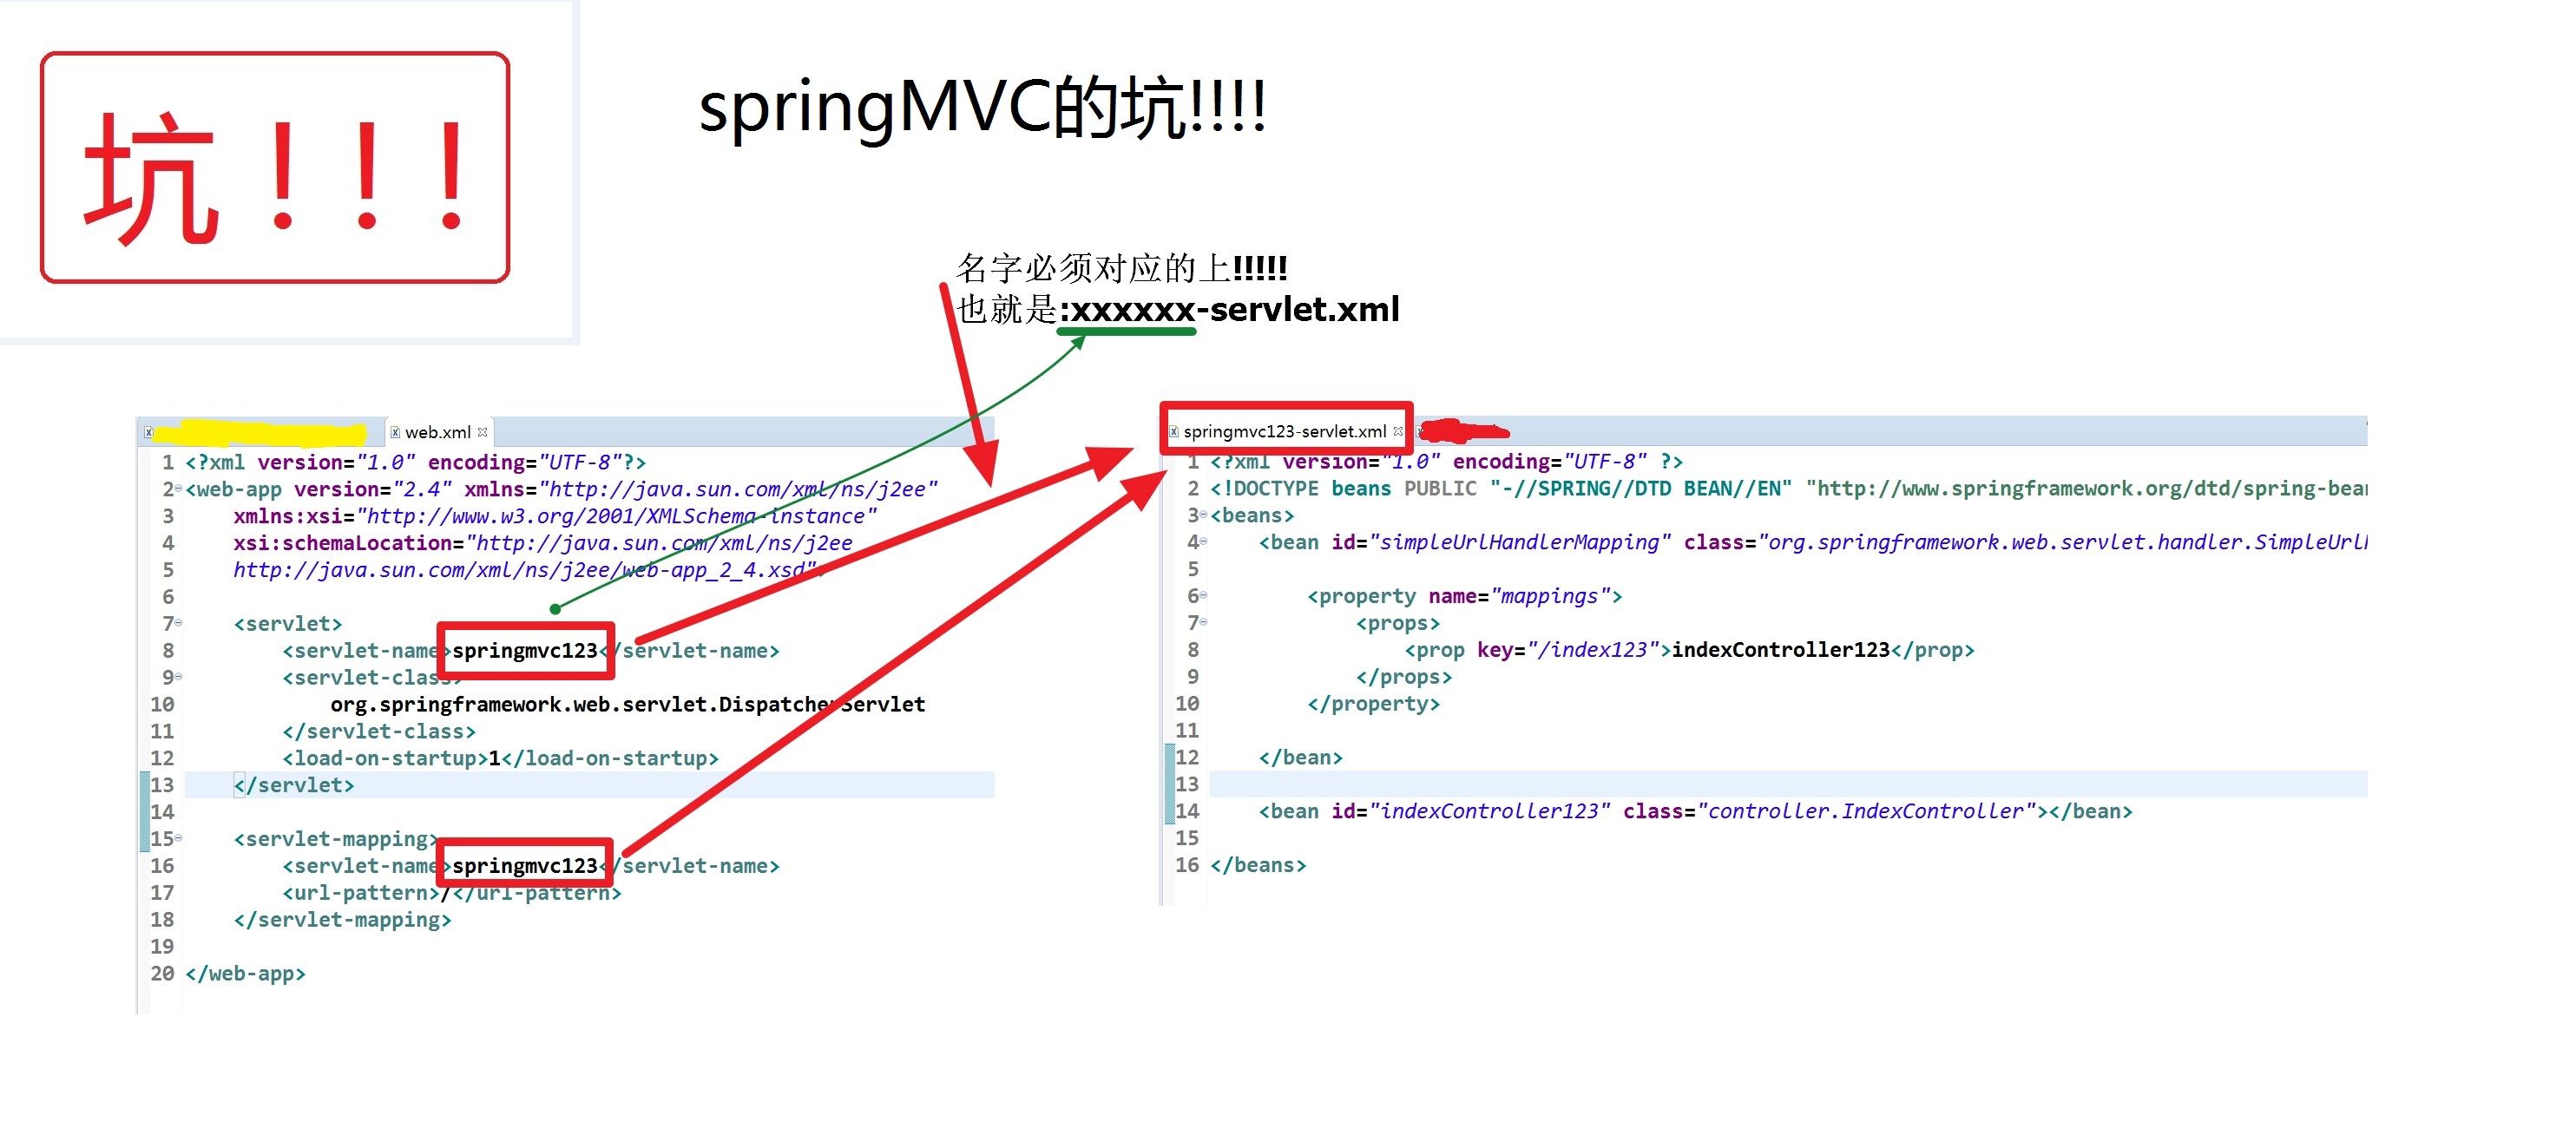 坑!!!
springMVC的坑!!!!
名字必须对应的上!!!!!
也就是:xxxxxx-servlet.xml
web.xml
1 <?xml version="1.0" encoding="UTF-8"?>
2 <web-app version="2.4" xmlns="http://java.sun.com/xml/ns/j2ee"
3 xmlns:xsi="http://www.w3.org/2001/XMLSchema-instance"
4 xsi:schemaLocation="http://java.sun.com/xml/ns/j2ee
5 http://java.sun.com/xml/ns/j2ee/web-app_2_4.xsd">
6
7 <servlet>
8 <servlet-name>springmvc123</servlet-name>
9 <servlet-class>
10 org.springframework.web.servlet.DispatcherServlet
11 </servlet-class>
12 <load-on-startup>1</load-on-startup>
13 </servlet>
14
15 <servlet-mapping>
16 <servlet-name>springmvc123</servlet-name>
17 <url-pattern>/</url-pattern>
18 </servlet-mapping>
19
20 </web-app>
springmvc123-servlet.xml
1 <?xml version="1.0" encoding="UTF-8" ?>
2 <!DOCTYPE beans PUBLIC "-//SPRING//DTD BEAN//EN" "http://www.springframework.org/dtd/spring-bean
3 <beans>
4 <bean id="simpleUrlHandlerMapping" class="org.springframework.web.servlet.handler.SimpleUrl
5
6 <property name="mappings">
7 <props>
8 <prop key="/index123">indexController123</prop>
9 </props>
10 </property>
11
12 </bean>
13
14 <bean id="indexController123" class="controller.IndexController"></bean>
15
16 </beans>